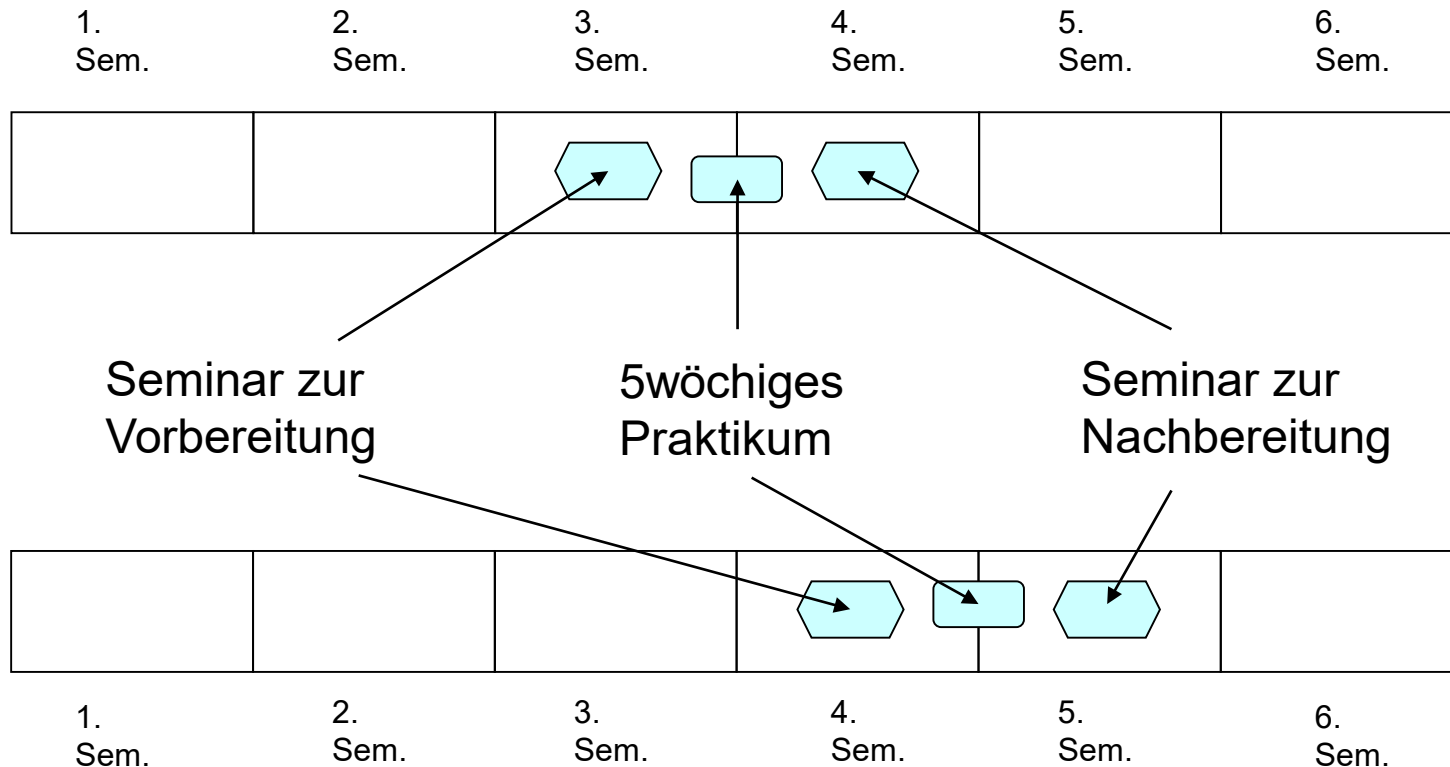 1.
Sem.
2.
Sem.
3.
Sem.
4.
Sem.
5.
Sem.
6.
Sem.
Seminar zur
Vorbereitung
5wöchiges
Praktikum
Seminar zur
Nachbereitung
1.
Sem.
2.
Sem.
3.
Sem.
4.
Sem.
5.
Sem.
6.
Sem.